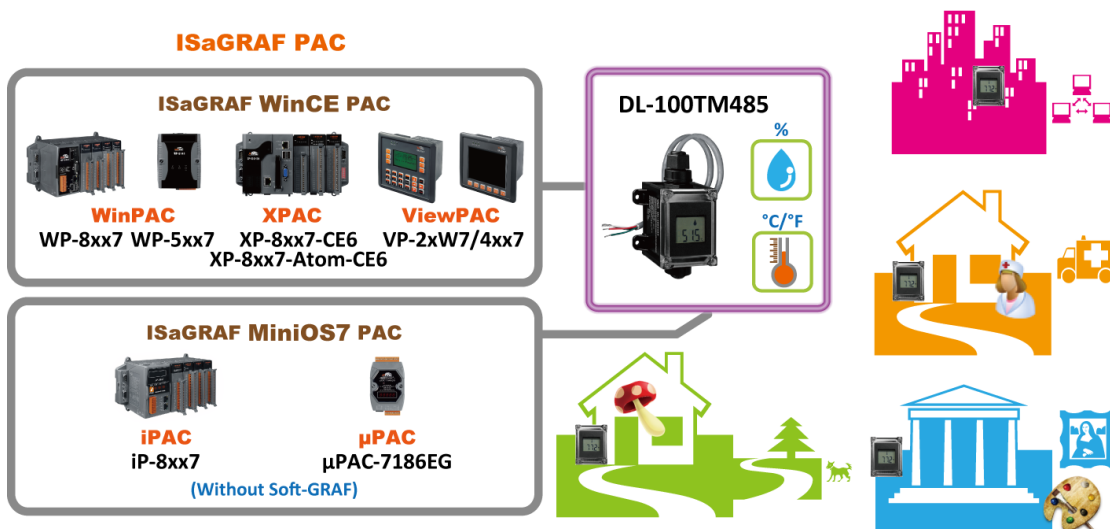 ISaGRAF PAC
ISaGRAF WinCE PAC
WinPAC
WP-8xx7 WP-5xx7
XPAC
XP-8xx7-CE6
XP-8xx7-Atom-CE6
ViewPAC
VP-2xW7/4xx7
ISaGRAF MiniOS7 PAC
iPAC
iP-8xx7
µPAC
µPAC-7186EG
(Without Soft-GRAF)
DL-100TM485
%
°C/°F
515